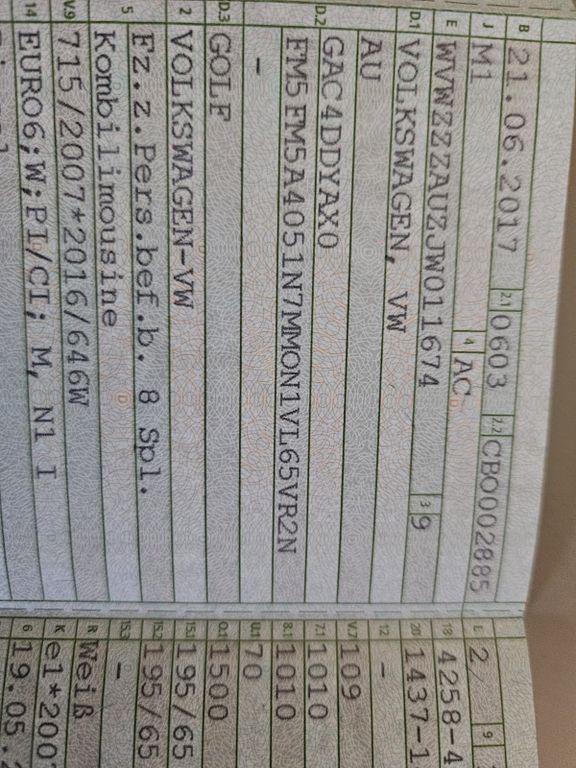 B 21.06.2017 2.1 0603 2.2 CBO002885
J M1 4 AC
E WVWZZZAUZJW011674 3 9
D.1 VOLKSWAGEN, VW
AU
D.2 GAC4DDYAX0
FM5FM5A4051N7MMON1VL65VR2N
-
D.3 GOLF
2 VOLKSWAGEN-VW
5 Fz.z.Pers.bef.b. 8 Spl.
Kombilimousine
V.9 715/2007*2016/646W
14 EURO6;W;PI/CI; M, N1 I
L 2 9
18 4258-4
20 1437-1
12 -
V.7 109
7.1 1010
8.1 1010
U.1 70
O.1 1500
15.1 195/65
15.2 195/65
15.3 -
R Weiß
K e1*200
6 19.05.